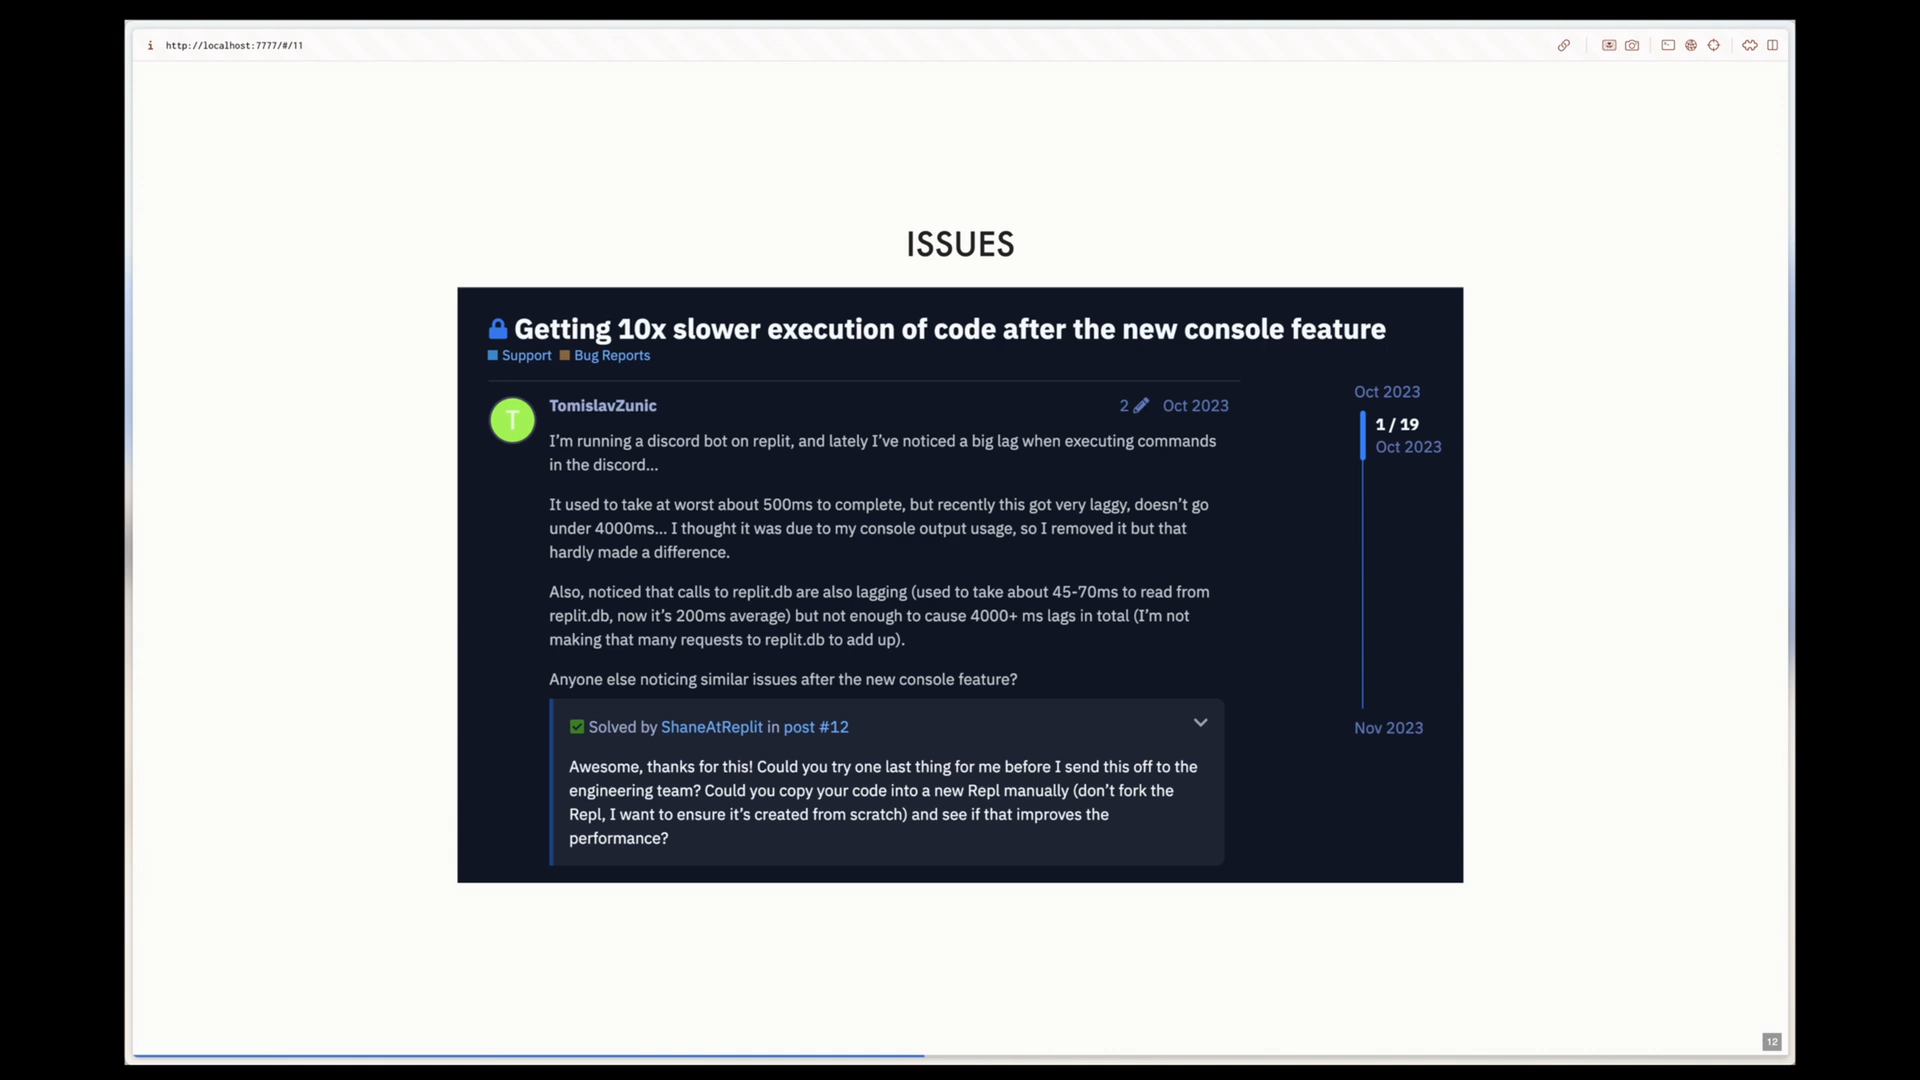 http://localhost:7777/#/11
ISSUES
Getting 10x slower execution of code after the new console feature
Support Bug Reports
TomislavZunic 2 Oct 2023
I'm running a discord bot on replit, and lately I've noticed a big lag when executing commands
in the discord...
It used to take at worst about 500ms to complete, but recently this got very laggy, doesn't go
under 4000ms... I thought it was due to my console output usage, so I removed it but that
hardly made a difference.
Also, noticed that calls to replit.db are also lagging (used to take about 45-70ms to read from
replit.db, now it's 200ms average) but not enough to cause 4000+ ms lags in total (I'm not
making that many requests to replit.db to add up).
Anyone else noticing similar issues after the new console feature?
Solved by ShaneAtReplit in post #12
Awesome, thanks for this! Could you try one last thing for me before I send this off to the
engineering team? Could you copy your code into a new Repl manually (don't fork the
Repl, I want to ensure it's created from scratch) and see if that improves the
performance?
Oct 2023
1 / 19
Oct 2023
Nov 2023
T
12